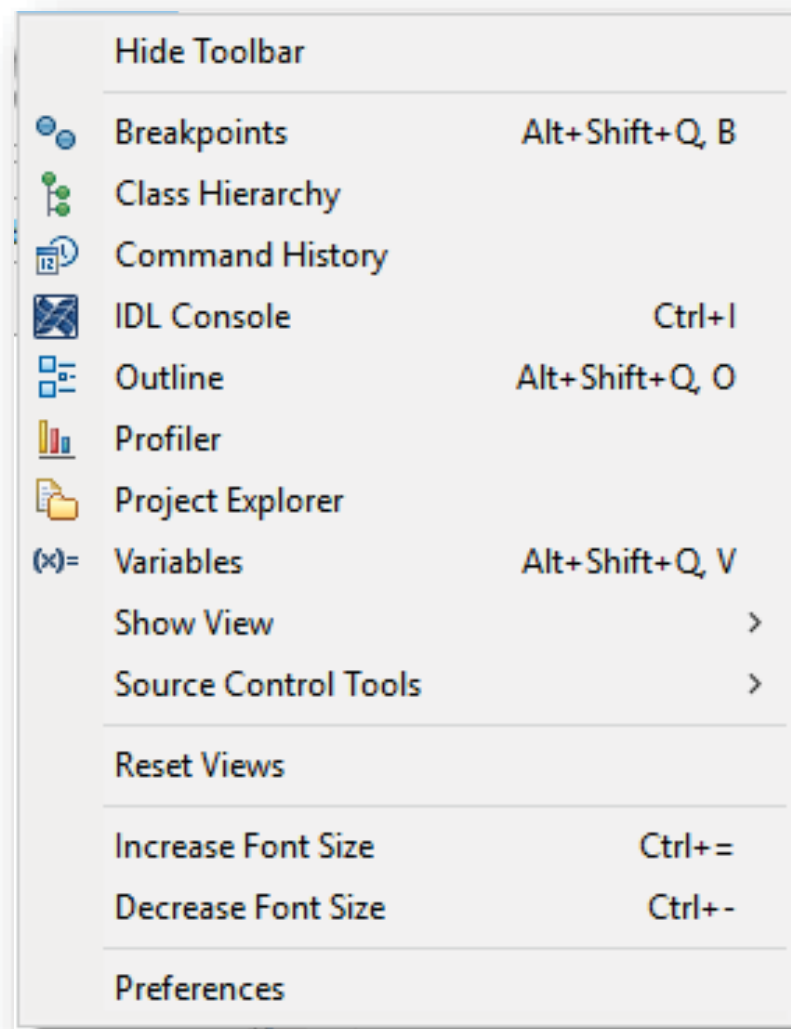 Hide Toolbar
Breakpoints Alt+Shift+Q, B
Class Hierarchy
Command History
IDL Console Ctrl+I
Outline Alt+Shift+Q, O
Profiler
Project Explorer
(x)= Variables Alt+Shift+Q, V
Show View >
Source Control Tools >
Reset Views
Increase Font Size Ctrl+=
Decrease Font Size Ctrl+-
Preferences